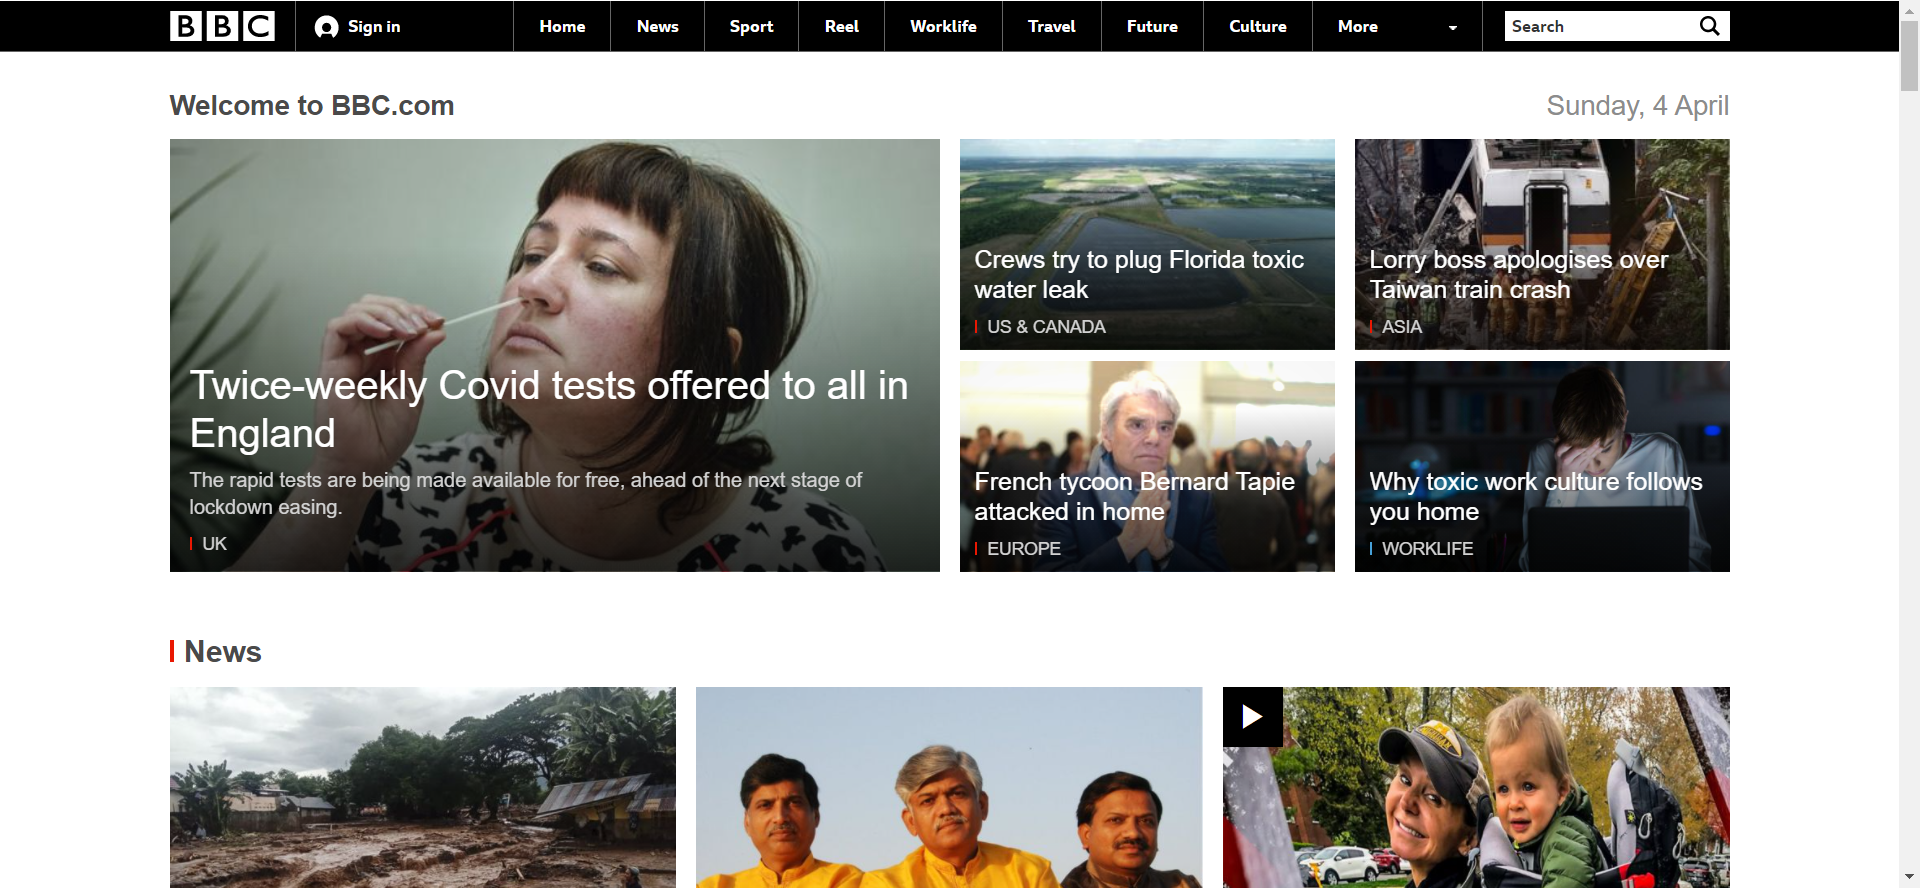 BBC Sign in Home News Sport Reel Worklife Travel Future Culture More Search
Welcome to BBC.com
Sunday, 4 April
Twice-weekly Covid tests offered to all in
England
The rapid tests are being made available for free, ahead of the next stage of
lockdown easing.
UK
Crews try to plug Florida toxic
water leak
US & CANADA
Lorry boss apologises over
Taiwan train crash
ASIA
French tycoon Bernard Tapie
attacked in home
EUROPE
Why toxic work culture follows
you home
WORKLIFE
News